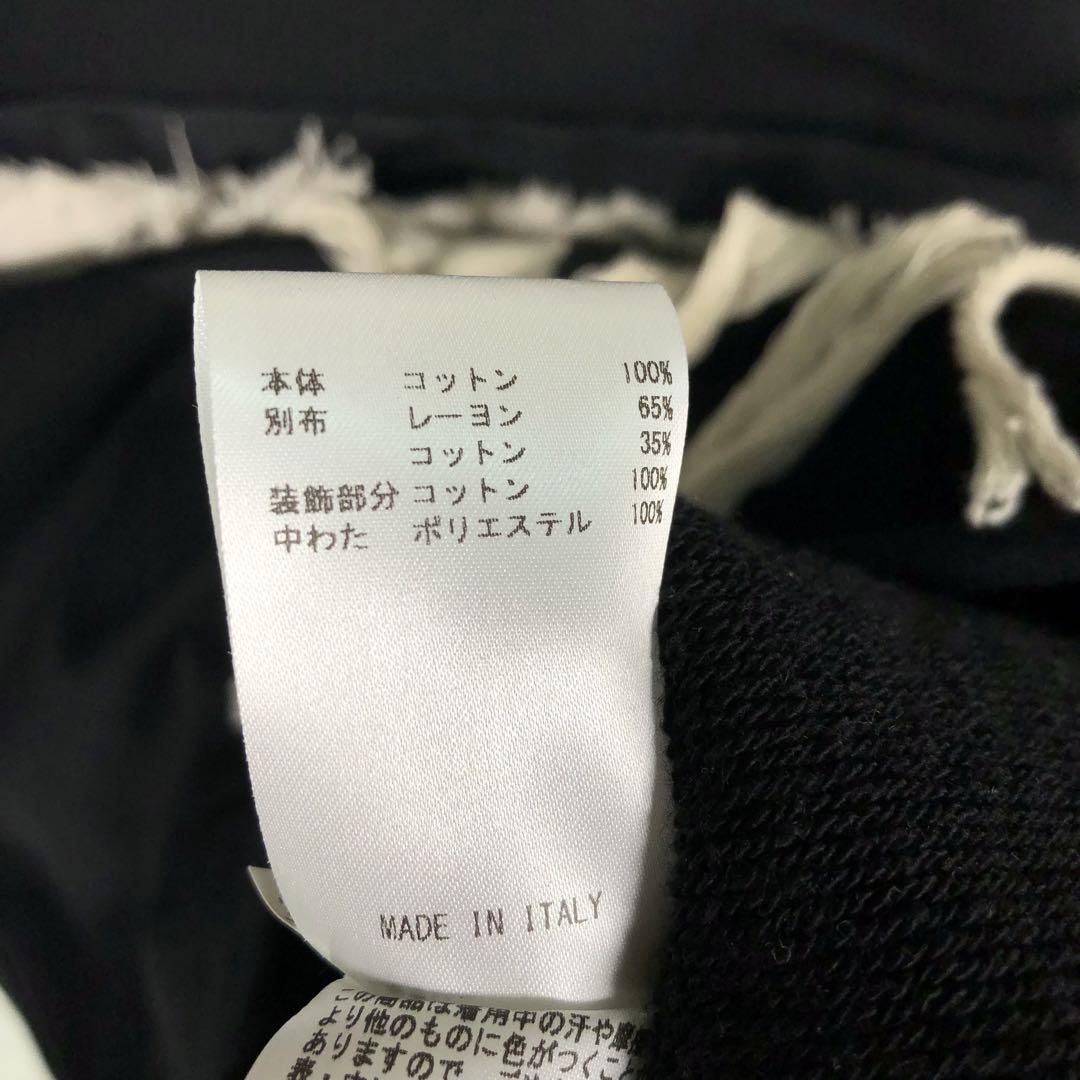 本体 コットン 100%
別布 レーヨン 65%
コットン 35%
装飾部分 コットン 100%
中わた ポリエステル 100%
MADE IN ITALY
この商品は着用中の汗や摩
より他のものに色がつくこ
ありますので